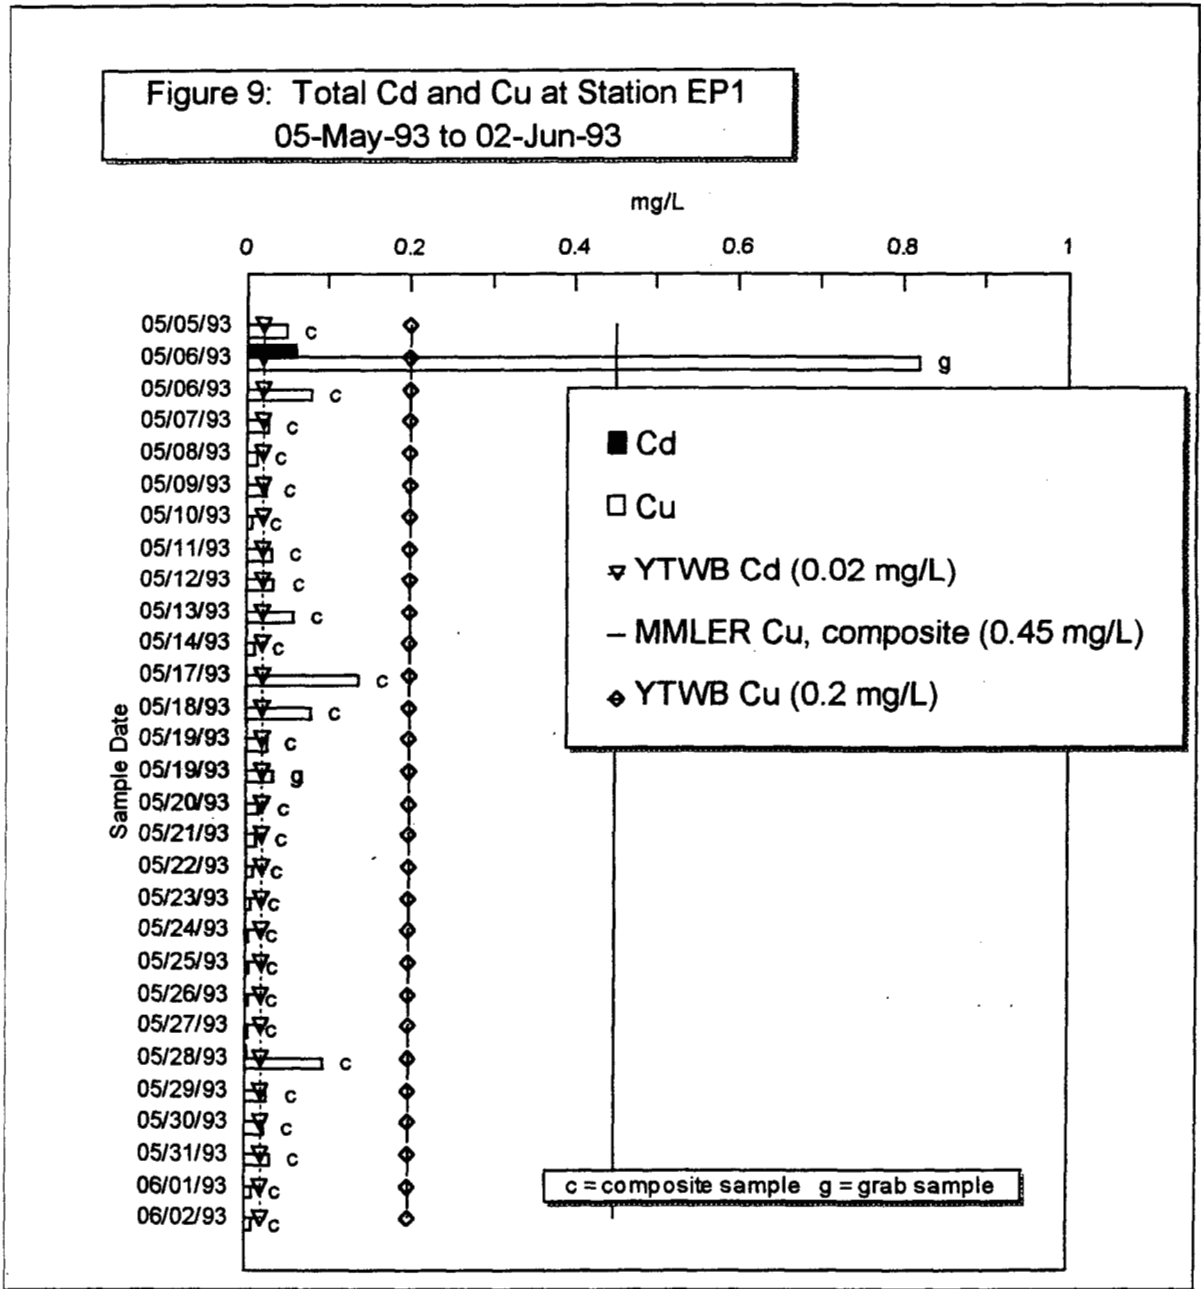 Figure 9: Total Cd and Cu at Station EP1
05-May-93 to 02-Jun-93
mg/L
0 0.2 0.4 0.6 0.8 1
Sample Date
05/05/93 c
05/06/93 g
05/06/93 c
05/07/93 c
05/08/93 c
05/09/93 c
05/10/93 c
05/11/93 c
05/12/93 c
05/13/93 c
05/14/93 c
05/17/93 c
05/18/93 c
05/19/93 c
05/19/93 g
05/20/93 c
05/21/93 c
05/22/93 c
05/23/93 c
05/24/93 c
05/25/93 c
05/26/93 c
05/27/93 c
05/28/93 c
05/29/93 c
05/30/93 c
05/31/93 c
06/01/93 c
06/02/93 c
Cd
Cu
YTWB Cd (0.02 mg/L)
MMLER Cu, composite (0.45 mg/L)
YTWB Cu (0.2 mg/L)
c = composite sample g = grab sample